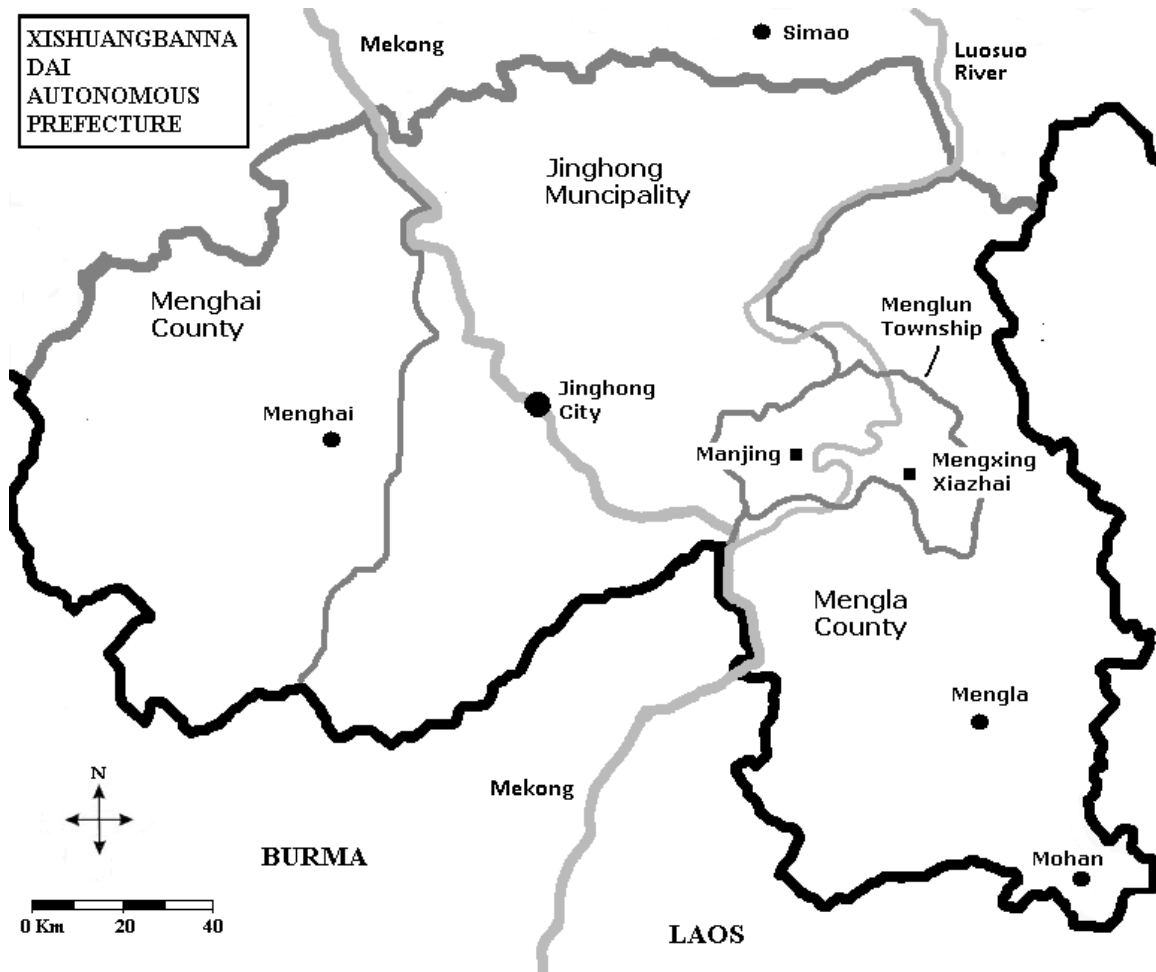 XISHUANGBANNA
DAI
AUTONOMOUS
PREFECTURE
Mekong
Simao
Luosuo
River
Jinghong
Muncipality
Menghai
County
Menglun
Township
Jinghong
City
Menghai
Manjing
Mengxing
Xiazhai
Mengla
County
Mengla
N
Mekong
BURMA
Mohan
0 Km 20 40
LAOS